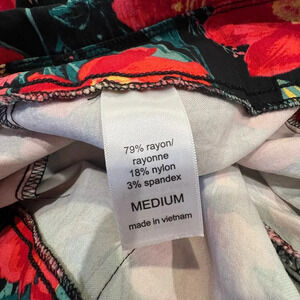 79% rayon/
rayonne
18% nylon
3% spandex
MEDIUM
made in vietnam